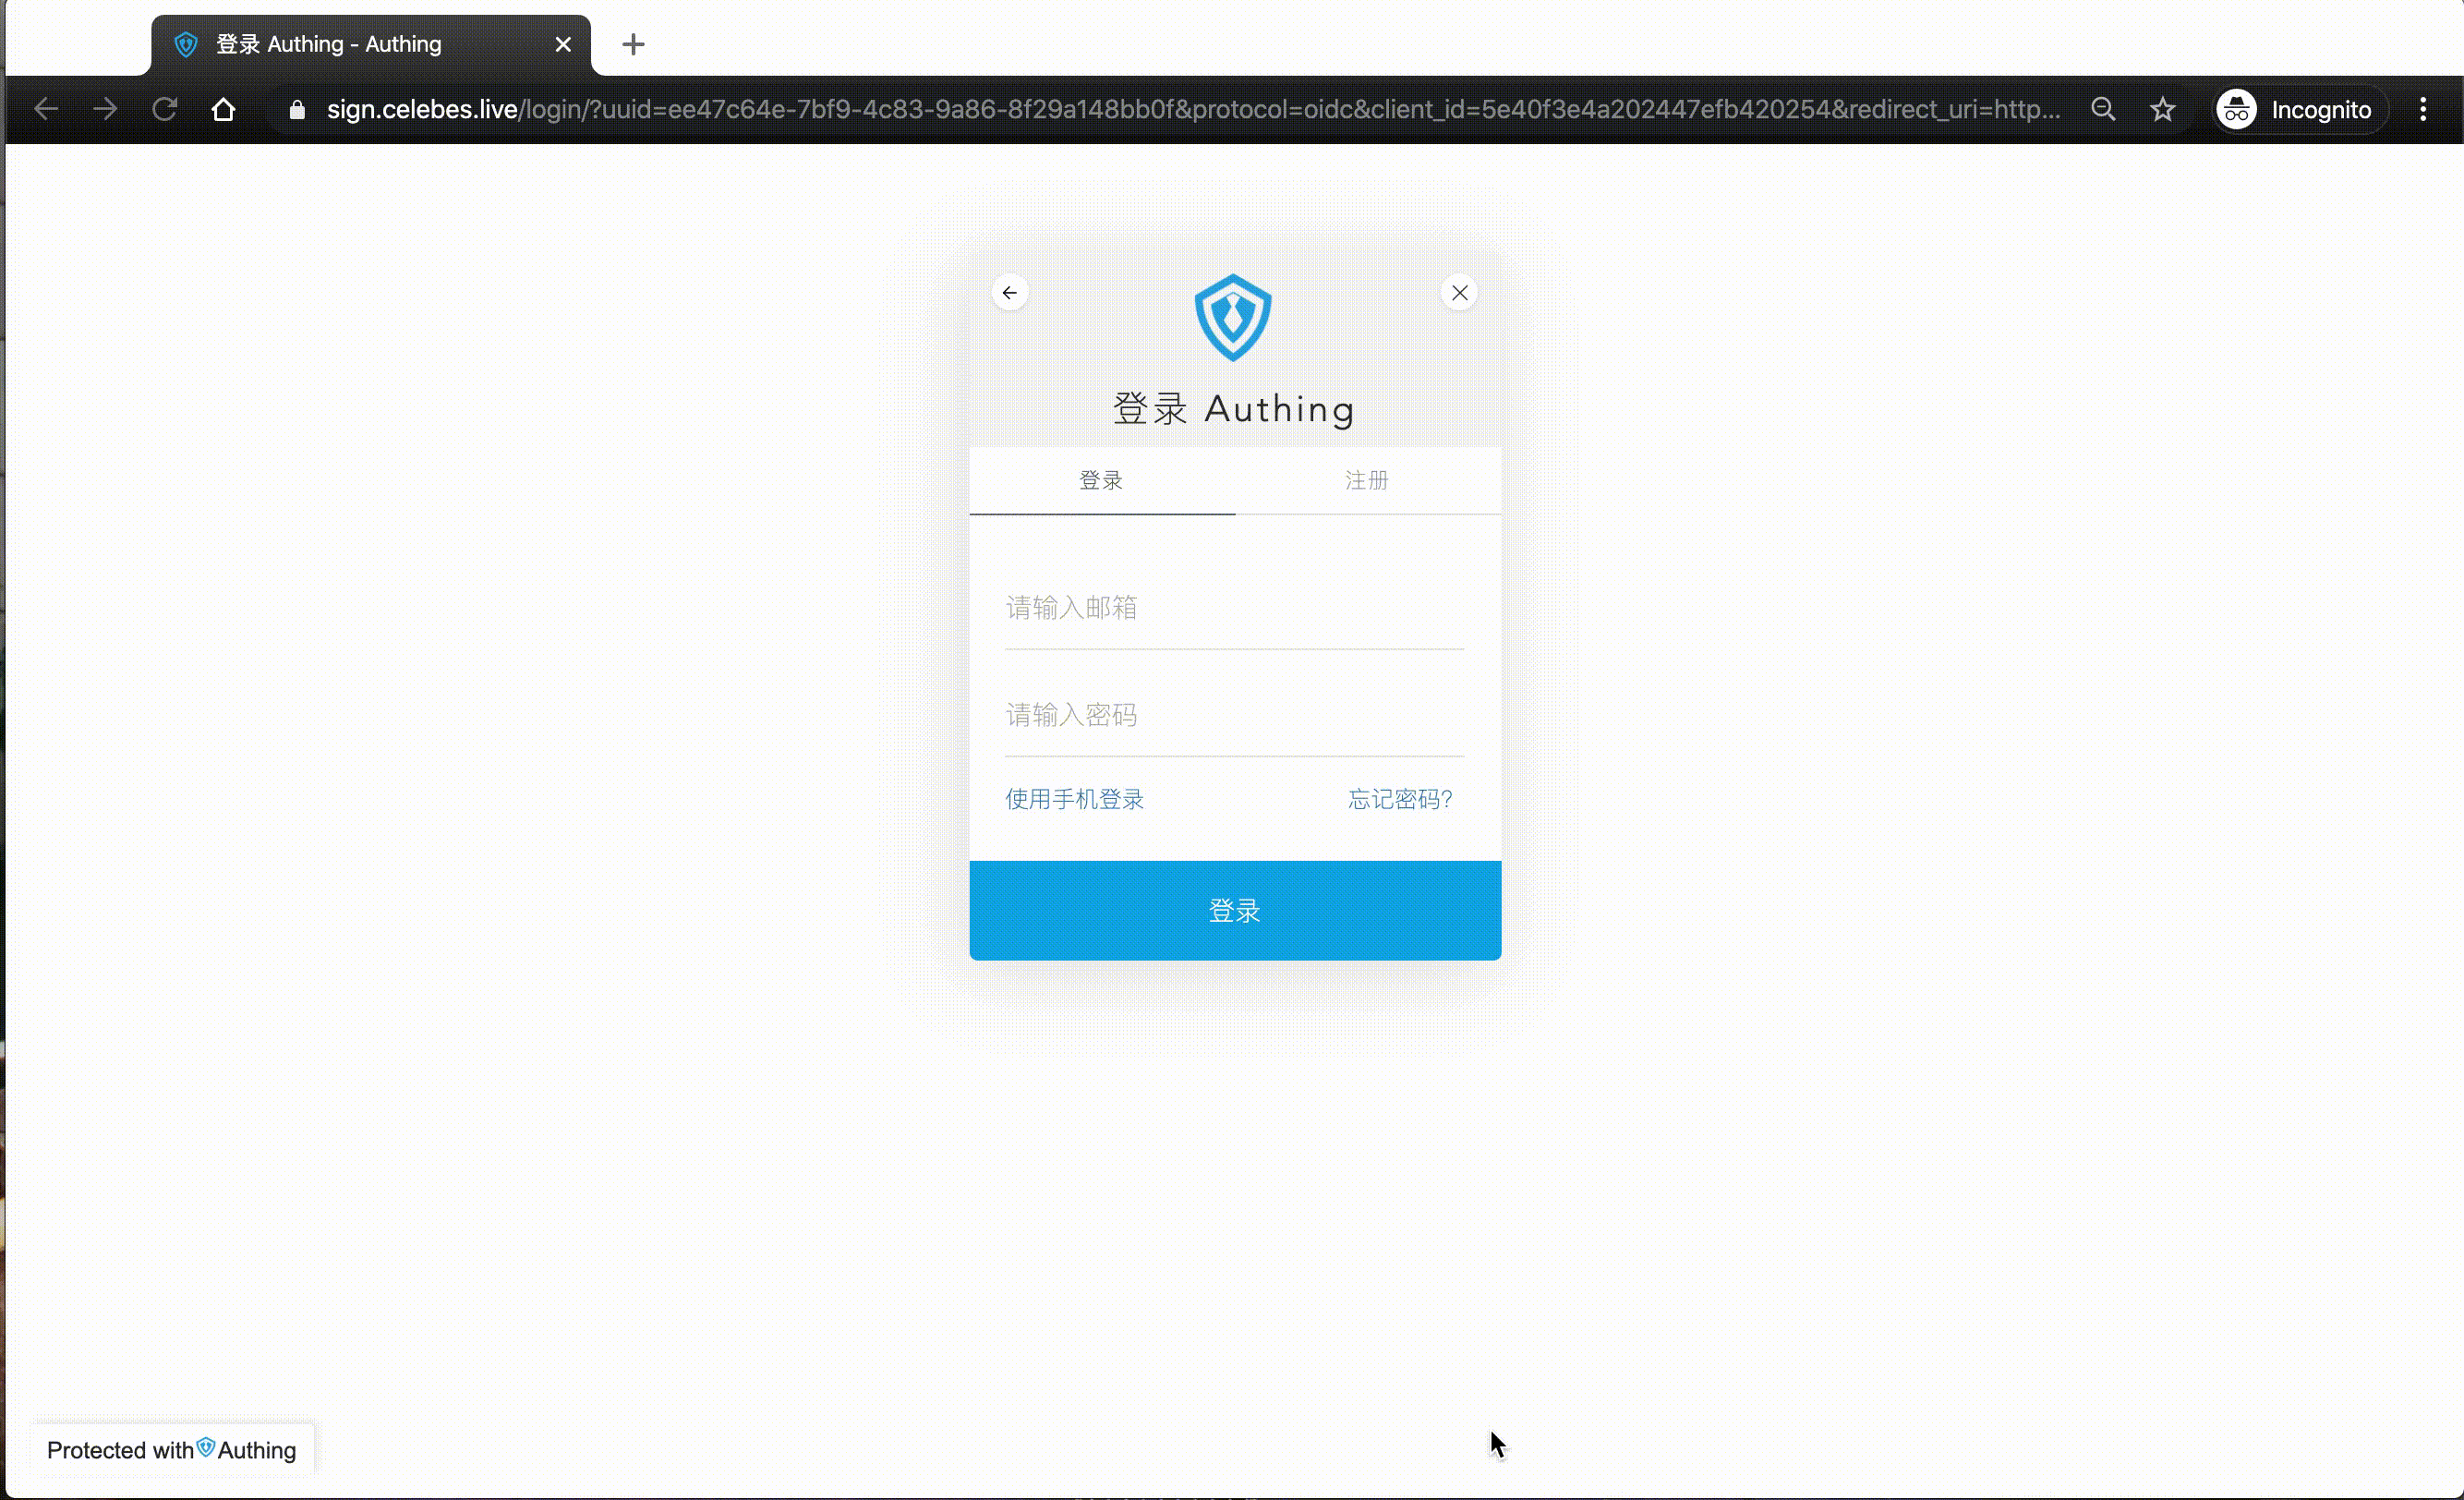 登录 Authing - Authing
sign.celebes.live/login/?uuid=ee47c64e-7bf9-4c83-9a86-8f29a148bb0f&protocol=oidc&client_id=5e40f3e4a202447efb420254&redirect_uri=http...
Incognito
登录 Authing
登录 注册
请输入邮箱
请输入密码
使用手机登录 忘记密码?
登录
Protected with Authing